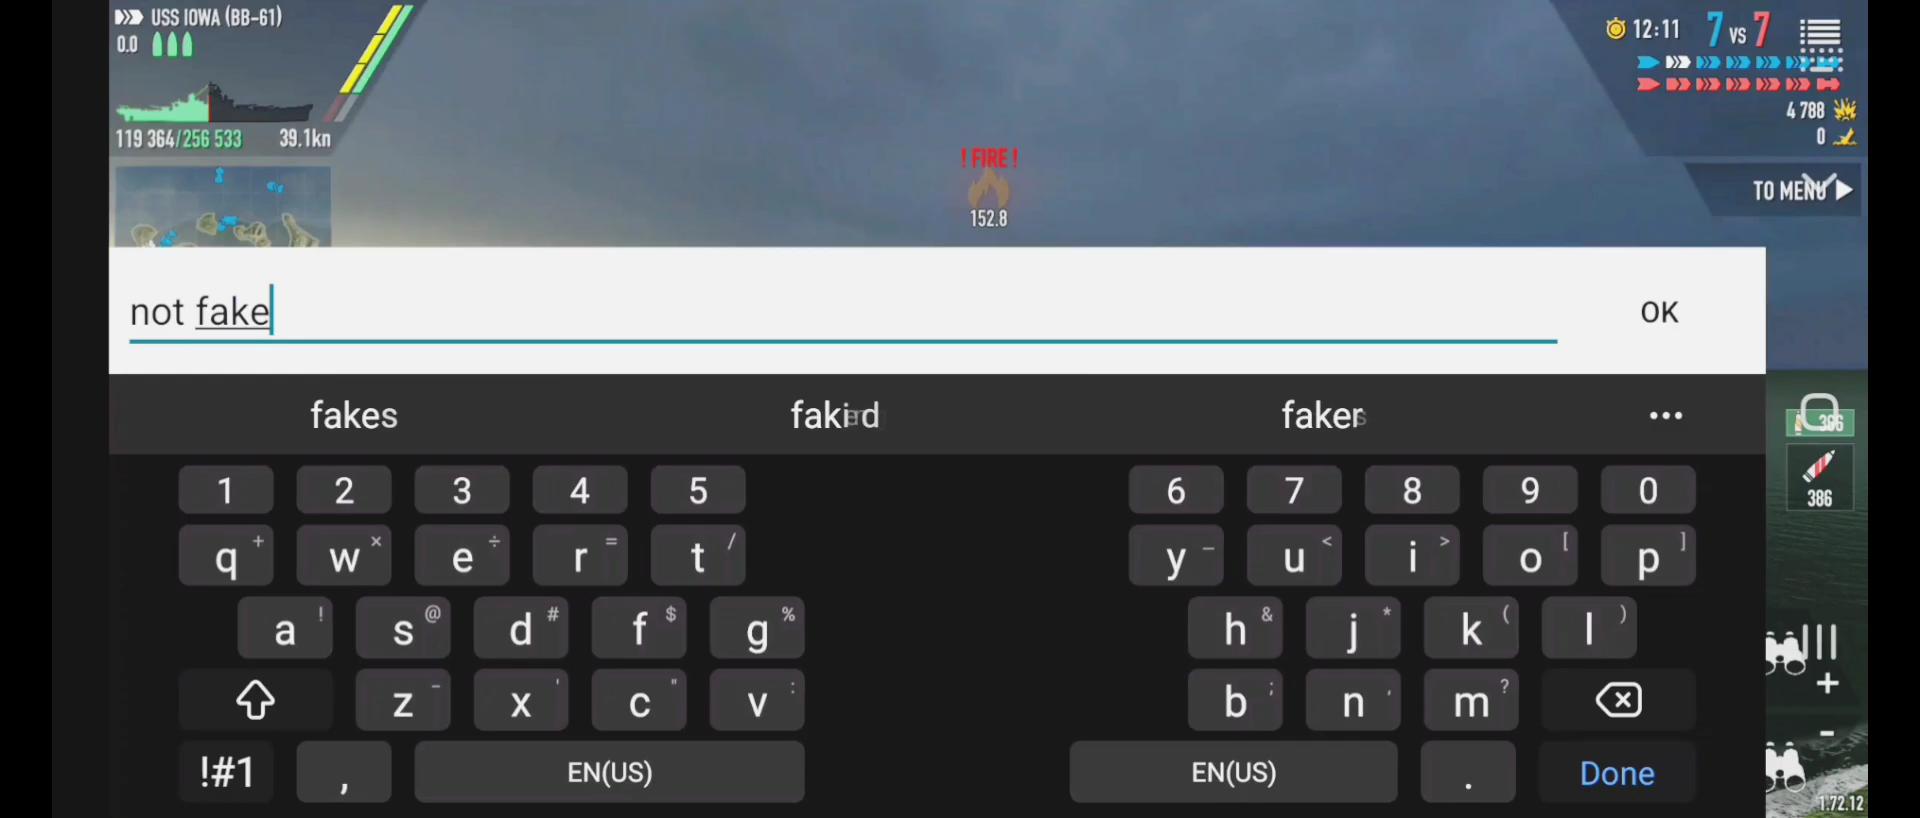 USS IOWA (BB-61)
0.0
119 364/256 533 39.1kn
12:11 7 VS 7
4 788
0
TO MENU
! FIRE !
152.8
not fake
OK
fakes faker •••
386
386
1 2 3 4 5 6 7 8 9 0
q + w × e ÷ r = t / y _ u < i > o [ p ]
a ! s @ d # f $ g % h & j * k ( l )
z - x ' c " v : b ; n , m ?
!#1 , EN(US) EN(US) . Done
+
-
1.72.12